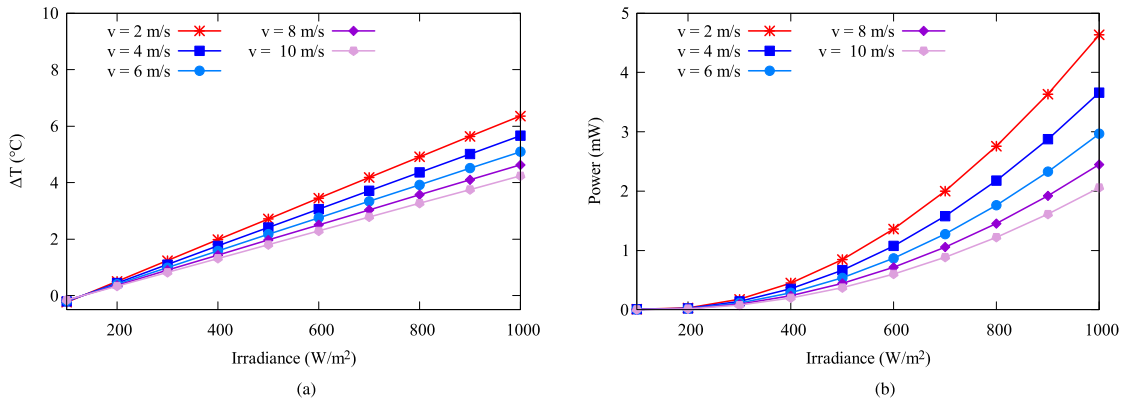 10
8
6
4
2
0
ΔT (°C)
v = 2 m/s
v = 4 m/s
v = 6 m/s
v = 8 m/s
v =  10 m/s
200 400 600 800 1000
Irradiance (W/m²)
(a)
5
4
3
2
1
0
Power (mW)
v = 2 m/s
v = 4 m/s
v = 6 m/s
v = 8 m/s
v =  10 m/s
200 400 600 800 1000
Irradiance (W/m²)
(b)